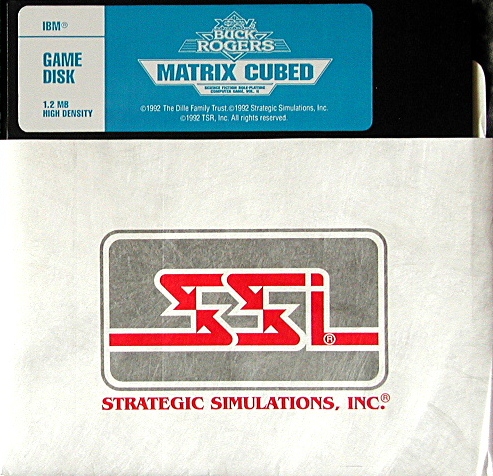 IBM®
GAME
DISK
1.2 MB
HIGH DENSITY
XXV
BUCK
ROGERS
MATRIX CUBED
SCIENCE FICTION ROLE-PLAYING
COMPUTER GAME, VOL. II
©1992 The Dille Family Trust. ©1992 Strategic Simulations, Inc.
©1992 TSR, Inc. All rights reserved.
SSI®
STRATEGIC SIMULATIONS, INC.®